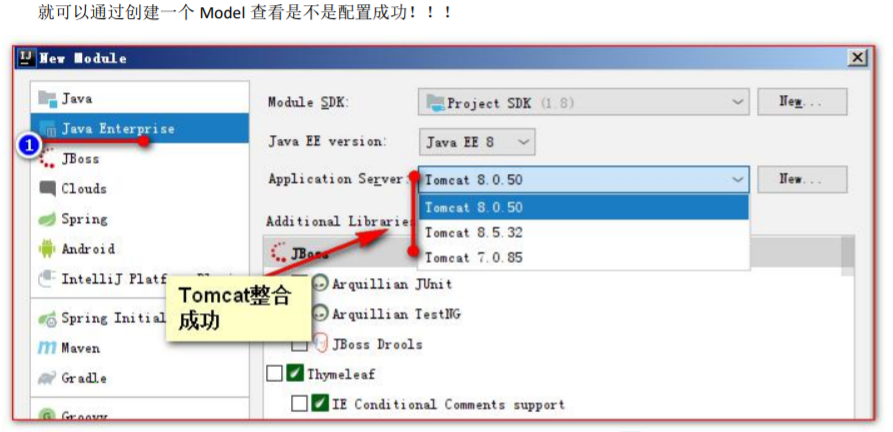 就可以通过创建一个 Model 查看是不是配置成功！！！
New Module
Java
Java Enterprise
1
JBoss
Clouds
Spring
Android
IntelliJ Platf
Spring Initial
Maven
Gradle
Groovy
Module SDK:
Project SDK (1.8)
New...
Java EE version:
Java EE 8
Application Server:
Tomcat 8.0.50
New...
Tomcat 8.0.50
Tomcat 8.5.32
Tomcat 7.0.85
Additional Libraries
JBoss
Arquillian JUnit
Arquillian TestNG
JBoss Drools
Thymeleaf
IE Conditional Comments support
Tomcat整合
成功